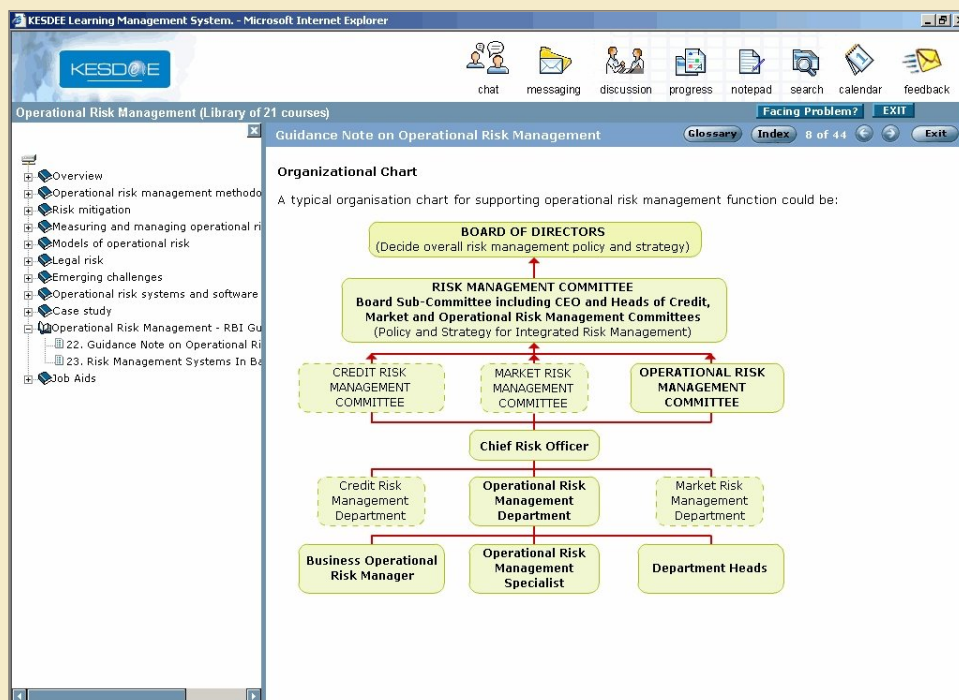 KESDEE Learning Management System. - Microsoft Internet Explorer
KESDEE
chat messaging discussion progress notepad search calendar feedback
Operational Risk Management (Library of 21 courses)
Facing Problem? EXIT
Guidance Note on Operational Risk Management
Glossary Index 8 of 44 Exit
Overview
Operational risk management methodo
Risk mitigation
Measuring and managing operational ri
Models of operational risk
Legal risk
Emerging challenges
Operational risk systems and software
Case study
Operational Risk Management - RBI Gu
22. Guidance Note on Operational Ri
23. Risk Management Systems In Ba
Job Aids
Organizational Chart
A typical organisation chart for supporting operational risk management function could be:
BOARD OF DIRECTORS
(Decide overall risk management policy and strategy)
RISK MANAGEMENT COMMITTEE
Board Sub-Committee including CEO and Heads of Credit,
Market and Operational Risk Management Committees
(Policy and Strategy for Integrated Risk Management)
CREDIT RISK
MANAGEMENT
COMMITTEE
MARKET RISK
MANAGEMENT
COMMITTEE
OPERATIONAL RISK
MANAGEMENT
COMMITTEE
Chief Risk Officer
Credit Risk
Management
Department
Operational Risk
Management
Department
Market Risk
Management
Department
Business Operational
Risk Manager
Operational Risk
Management
Specialist
Department Heads